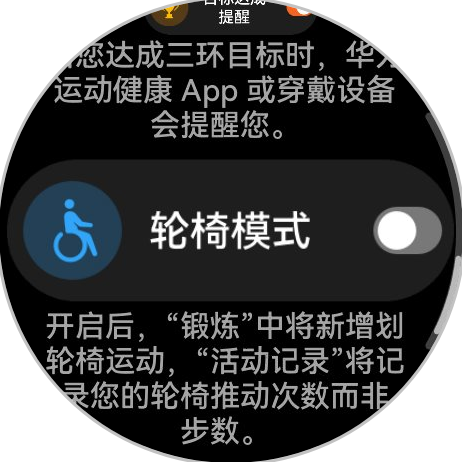 提醒
您达成三环目标时，华为
运动健康 App 或穿戴设备
会提醒您。
轮椅模式
开启后，“锻炼”中将新增划
轮椅运动，“活动记录”将记
录您的轮椅推动次数而非
步数。